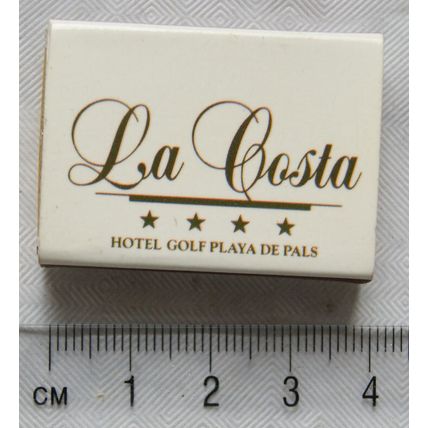 La Costa
★ ★ ★ ★
HOTEL GOLF PLAYA DE PALS
CM 1 2 3 4